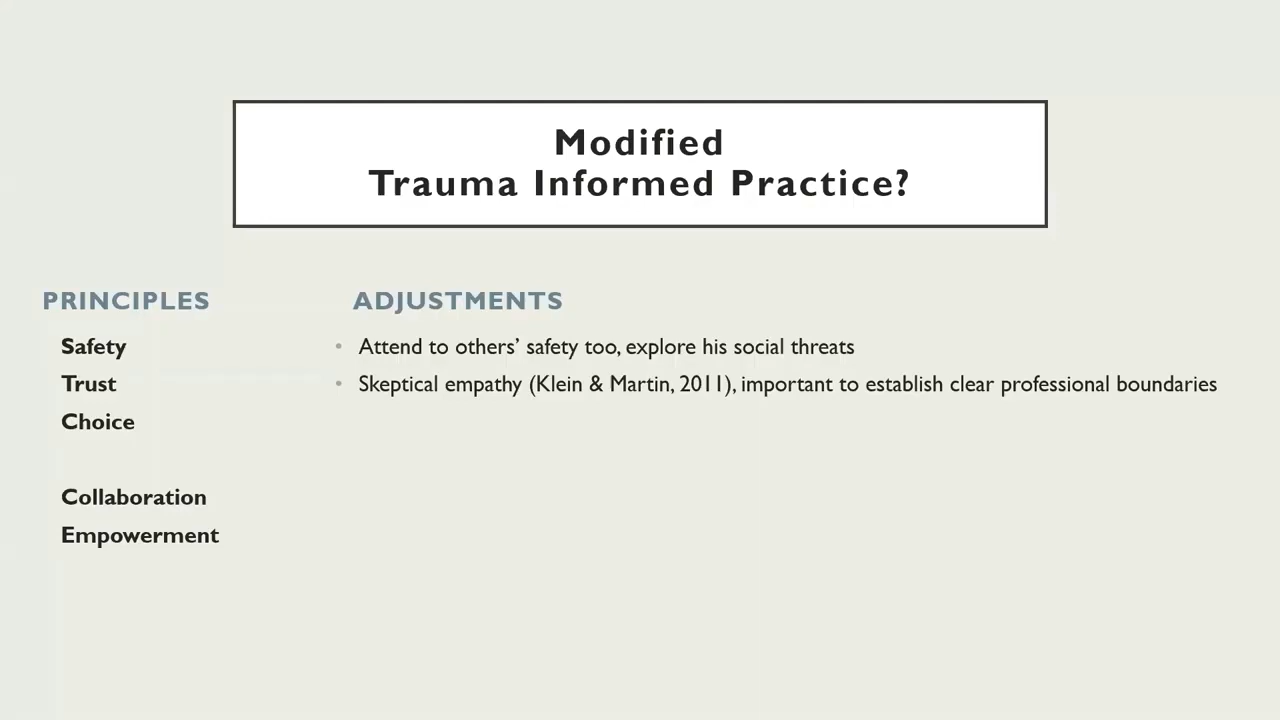 Modified
Trauma Informed Practice?
PRINCIPLES
ADJUSTMENTS
Safety
• Attend to others’ safety too, explore his social threats
Trust
• Skeptical empathy (Klein & Martin, 2011), important to establish clear professional boundaries
Choice
Collaboration
Empowerment